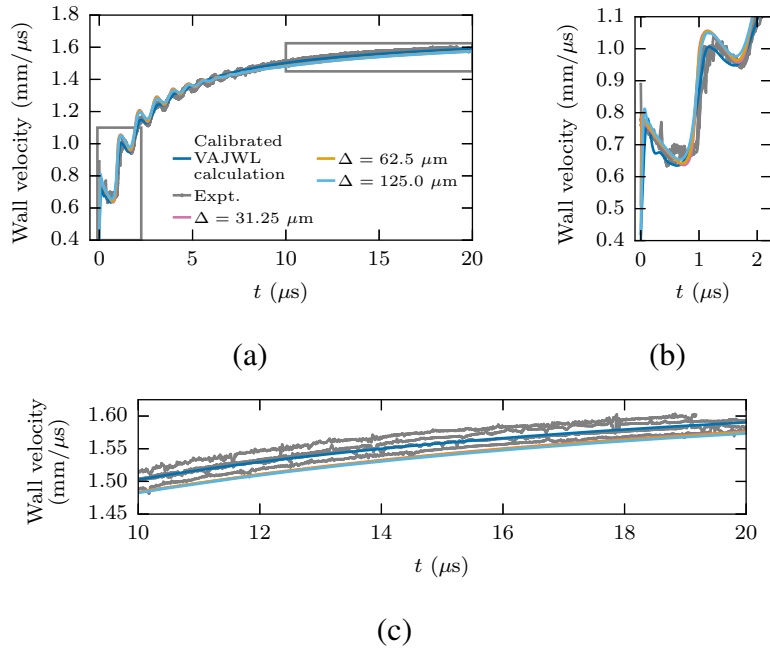 Wall velocity (mm/μs)
1.8
1.6
1.4
1.2
1.0
0.8
0.6
0.4
0
5
10
15
20
t (μs)
Calibrated
VAJWL
calculation
Expt.
Δ = 31.25 μm
Δ = 62.5 μm
Δ = 125.0 μm
(a)
Wall velocity (mm/μs)
1.1
1.0
0.9
0.8
0.7
0.6
0.5
0.4
0
1
2
t (μs)
(b)
Wall velocity
(mm/μs)
1.60
1.55
1.50
1.45
10
12
14
16
18
20
t (μs)
(c)